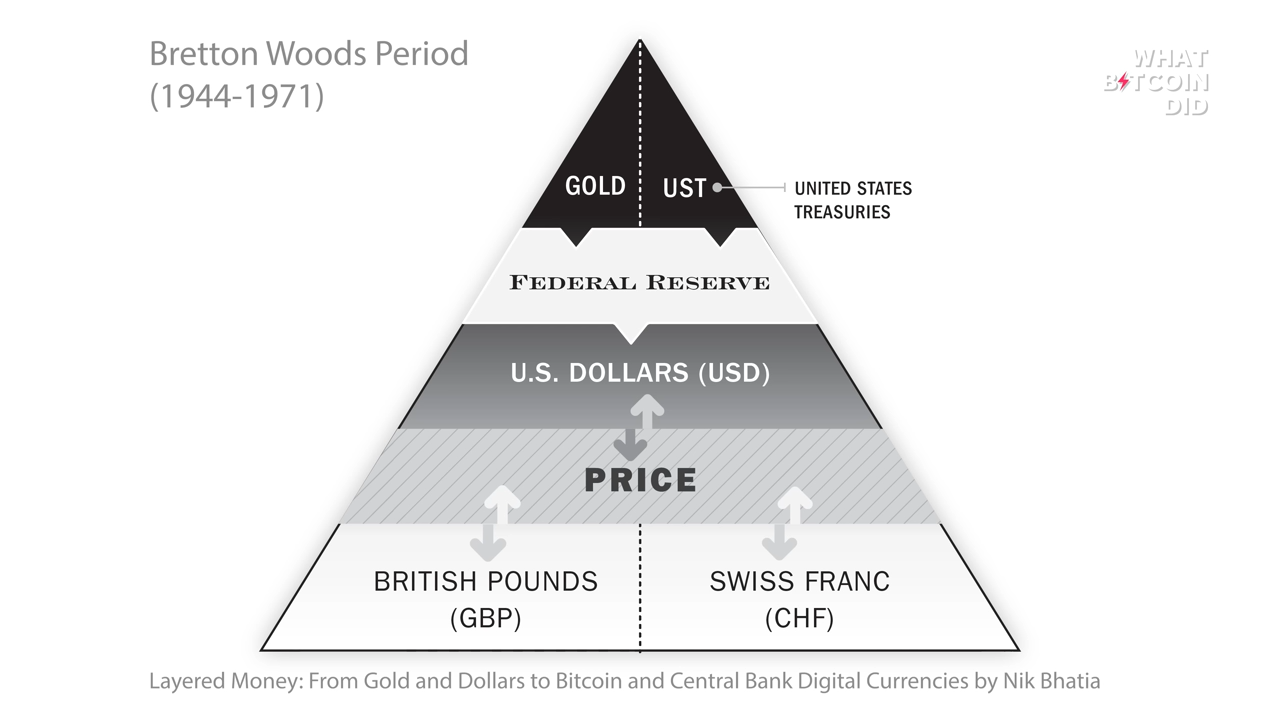 Bretton Woods Period
(1944-1971)
WHAT
BITCOIN
DID
GOLD
UST
UNITED STATES
TREASURIES
FEDERAL RESERVE
U.S. DOLLARS (USD)
PRICE
BRITISH POUNDS
(GBP)
SWISS FRANC
(CHF)
Layered Money: From Gold and Dollars to Bitcoin and Central Bank Digital Currencies by Nik Bhatia